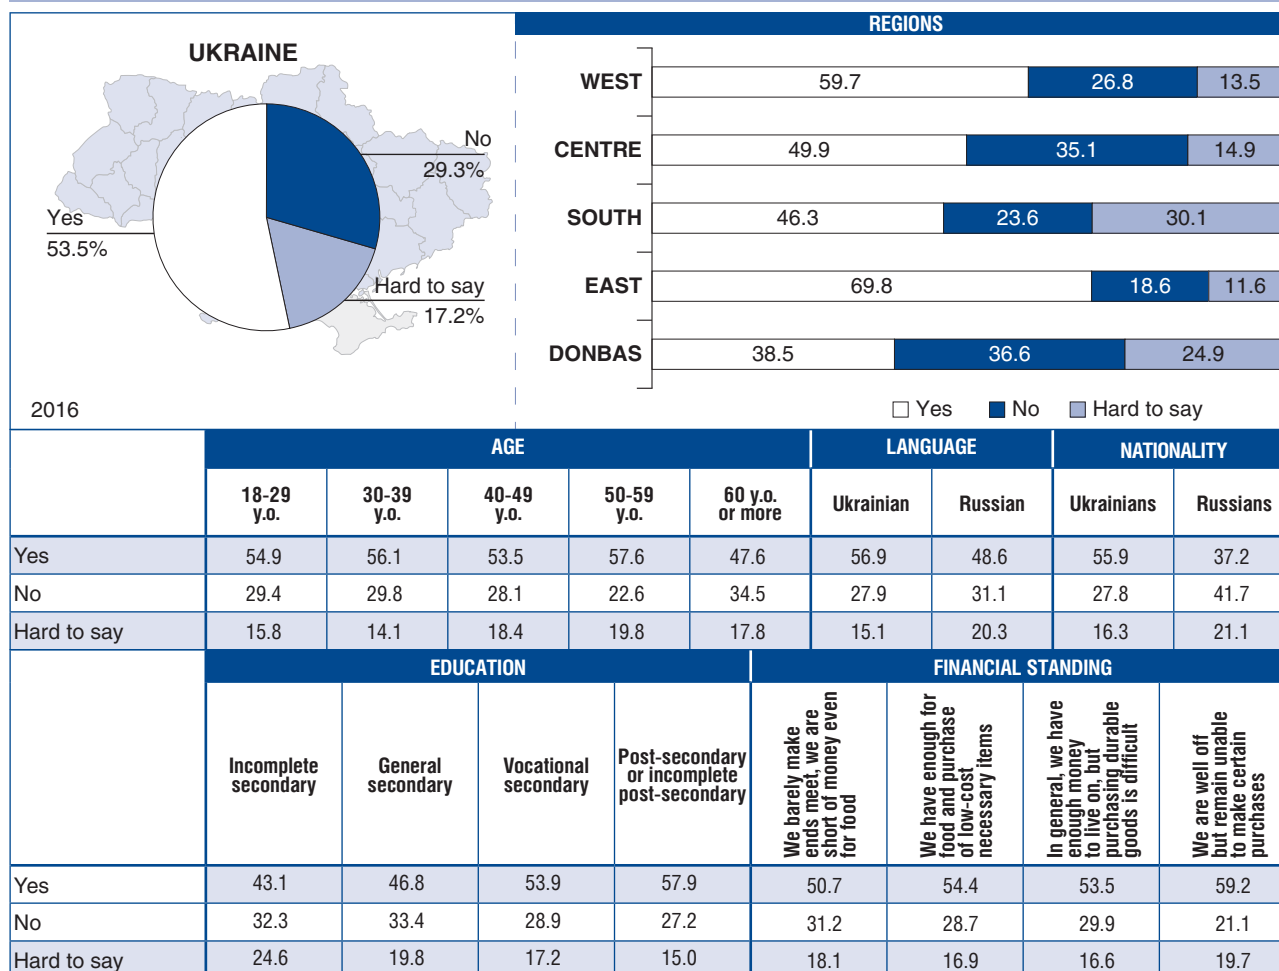 UKRAINE
No
29.3%
Yes
53.5%
Hard to say
17.2%
2016
REGIONS
WEST 59.7 26.8 13.5
CENTRE 49.9 35.1 14.9
SOUTH 46.3 23.6 30.1
EAST 69.8 18.6 11.6
DONBAS 38.5 36.6 24.9
Yes No Hard to say
AGE LANGUAGE NATIONALITY
18-29 y.o. 30-39 y.o. 40-49 y.o. 50-59 y.o. 60 y.o. or more Ukrainian Russian Ukrainians Russians
Yes 54.9 56.1 53.5 57.6 47.6 56.9 48.6 55.9 37.2
No 29.4 29.8 28.1 22.6 34.5 27.9 31.1 27.8 41.7
Hard to say 15.8 14.1 18.4 19.8 17.8 15.1 20.3 16.3 21.1
EDUCATION FINANCIAL STANDING
Incomplete
secondary
General
secondary
Vocational
secondary
Post-secondary
or incomplete
post-secondary
We barely make
ends meet, we are
short of money even
for food
We have enough for
food and purchase
of low-cost
necessary items
In general, we have
enough money
to live on, but
purchasing durable
goods is difficult
We are well off
but remain unable
to make certain
purchases
Yes 43.1 46.8 53.9 57.9 50.7 54.4 53.5 59.2
No 32.3 33.4 28.9 27.2 31.2 28.7 29.9 21.1
Hard to say 24.6 19.8 17.2 15.0 18.1 16.9 16.6 19.7